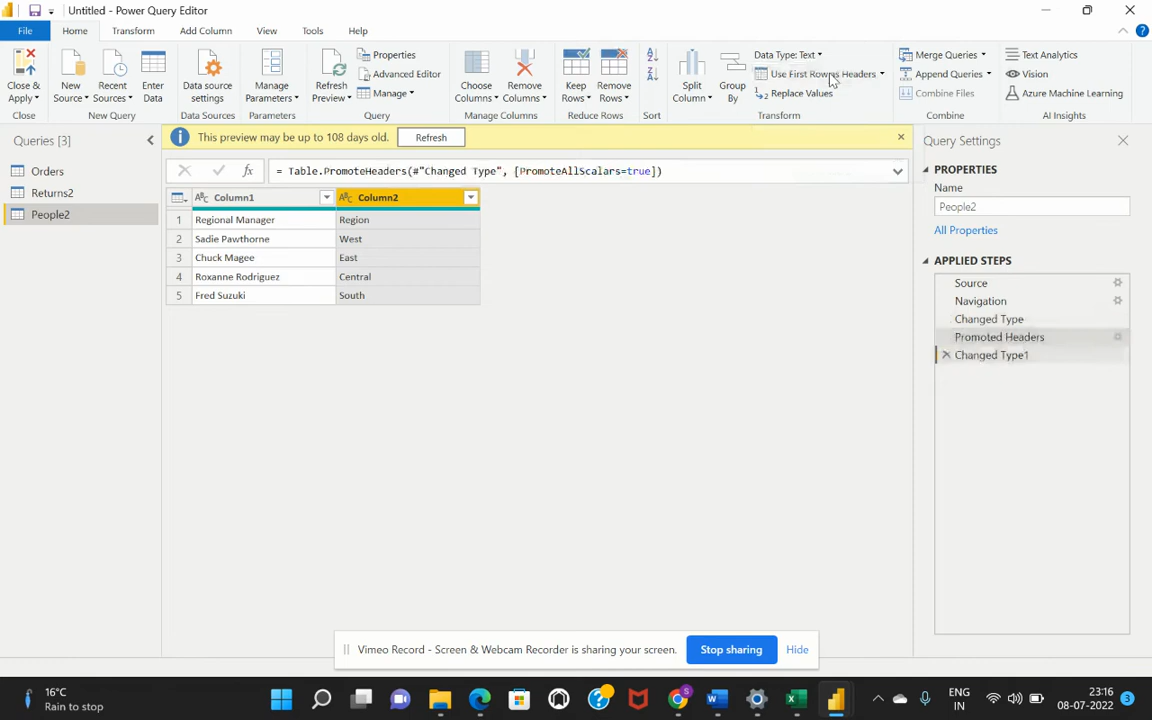 Untitled - Power Query Editor
File Home Transform Add Column View Tools Help
Close & Apply New Source Recent Sources Enter Data Data source settings Manage Parameters Refresh Preview Properties Advanced Editor Manage Choose Columns Remove Columns Keep Rows Remove Rows Split Column Group By Data Type: Text Use First Row as Headers Replace Values Merge Queries Append Queries Combine Files Text Analytics Vision Azure Machine Learning
Close New Query Data Sources Parameters Query Manage Columns Reduce Rows Sort Transform Combine AI Insights
Queries [3]
Orders
Returns2
People2
This preview may be up to 108 days old. Refresh
fx = Table.PromoteHeaders(#"Changed Type", [PromoteAllScalars=true])
Column1 Column2
1 Regional Manager Region
2 Sadie Pawthorne West
3 Chuck Magee East
4 Roxanne Rodriguez Central
5 Fred Suzuki South
Query Settings
PROPERTIES
Name
People2
All Properties
APPLIED STEPS
Source
Navigation
Changed Type
Promoted Headers
Changed Type1
Vimeo Record - Screen & Webcam Recorder is sharing your screen. Stop sharing Hide
16°C
Rain to stop
ENG
IN
23:16
08-07-2022
3